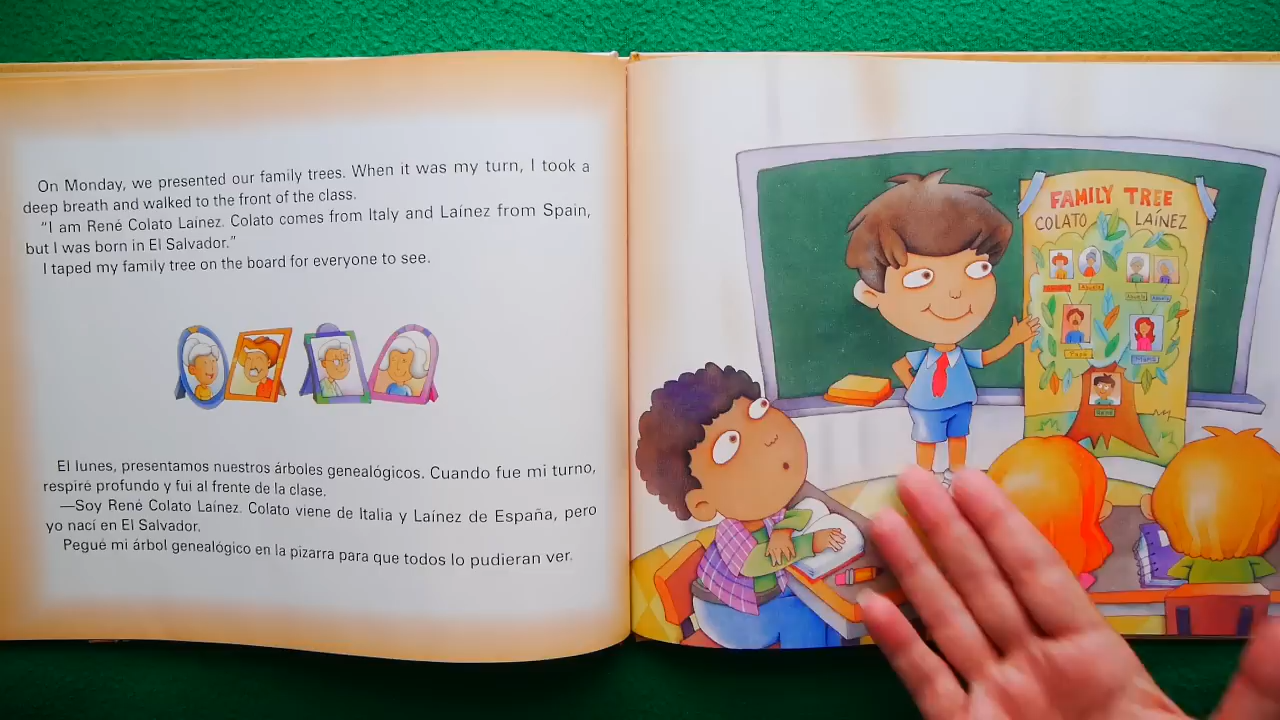 On Monday, we presented our family trees. When it was my turn, I took a
deep breath and walked to the front of the class.
“I am René Colato Laínez. Colato comes from Italy and Laínez from Spain,
but I was born in El Salvador.”
I taped my family tree on the board for everyone to see.
El lunes, presentamos nuestros árboles genealógicos. Cuando fue mi turno,
respiré profundo y fui al frente de la clase.
—Soy René Colato Laínez. Colato viene de Italia y Laínez de España, pero
yo nací en El Salvador.
Pegué mi árbol genealógico en la pizarra para que todos lo pudieran ver.
FAMILY TREE
COLATO LAÍNEZ